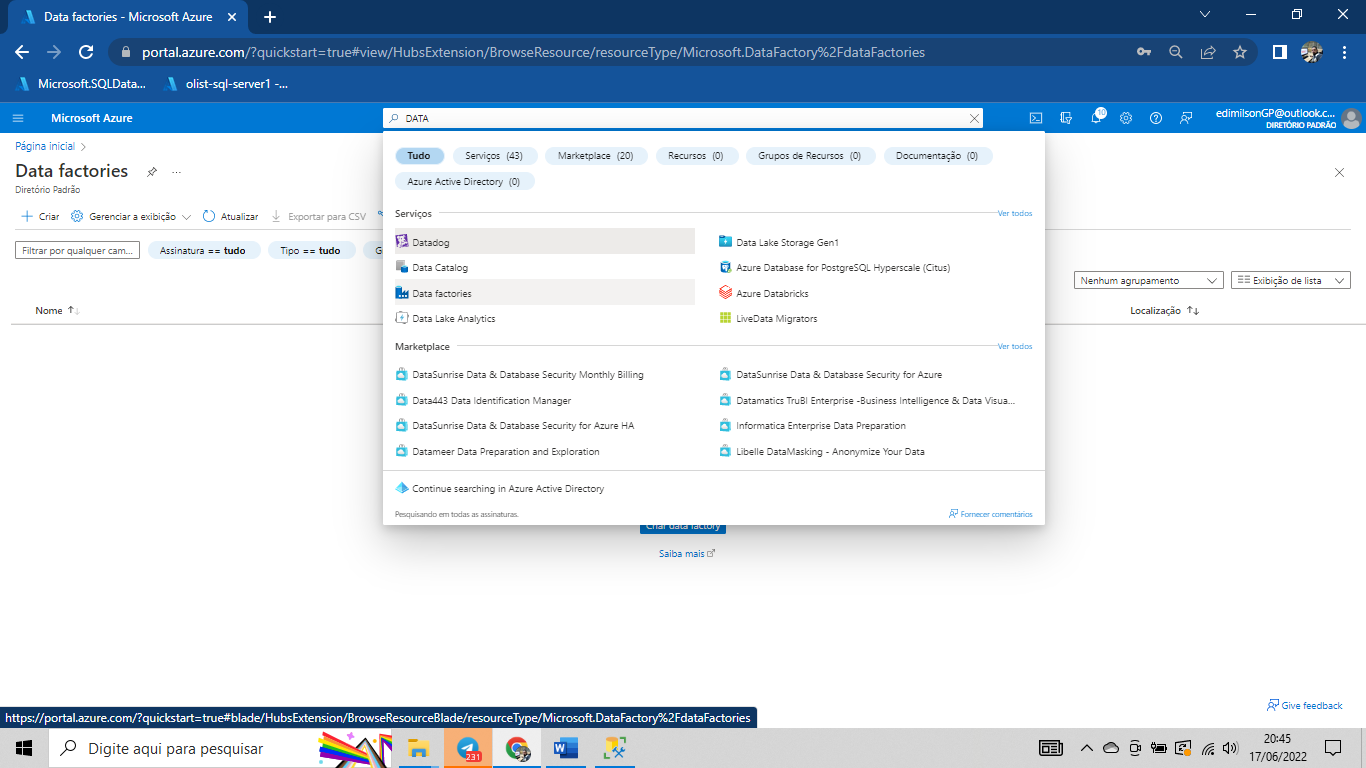 Data factories - Microsoft Azure
portal.azure.com/?quickstart=true#view/HubsExtension/BrowseResource/resourceType/Microsoft.DataFactory%2FdataFactories
Microsoft.SQLData... olist-sql-server1 -...
Microsoft Azure
DATA
10
edimilsonGP@outlook.c...
DIRETÓRIO PADRÃO
Página inicial
Data factories
...
Diretório Padrão
Criar Gerenciar a exibição Atualizar Exportar para CSV
Filtrar por qualquer cam... Assinatura == tudo Tipo == tudo G
Nenhum agrupamento Exibição de lista
Nome Localização
Tudo Serviços (43) Marketplace (20) Recursos (0) Grupos de Recursos (0) Documentação (0)
Azure Active Directory (0)
Serviços Ver todos
Datadog Data Lake Storage Gen1
Data Catalog Azure Database for PostgreSQL Hyperscale (Citus)
Data factories Azure Databricks
Data Lake Analytics LiveData Migrators
Marketplace Ver todos
DataSunrise Data & Database Security Monthly Billing DataSunrise Data & Database Security for Azure
Data443 Data Identification Manager Datamatics TruBI Enterprise -Business Intelligence & Data Visua...
DataSunrise Data & Database Security for Azure HA Informatica Enterprise Data Preparation
Datameer Data Preparation and Exploration Libelle DataMasking - Anonymize Your Data
Continue searching in Azure Active Directory
Pesquisando em todas as assinaturas. Fornecer comentários
Criar data factory
Saiba mais
Give feedback
https://portal.azure.com/?quickstart=true#blade/HubsExtension/BrowseResourceBlade/resourceType/Microsoft.DataFactory%2FdataFactories
Digite aqui para pesquisar
231
20:45
17/06/2022